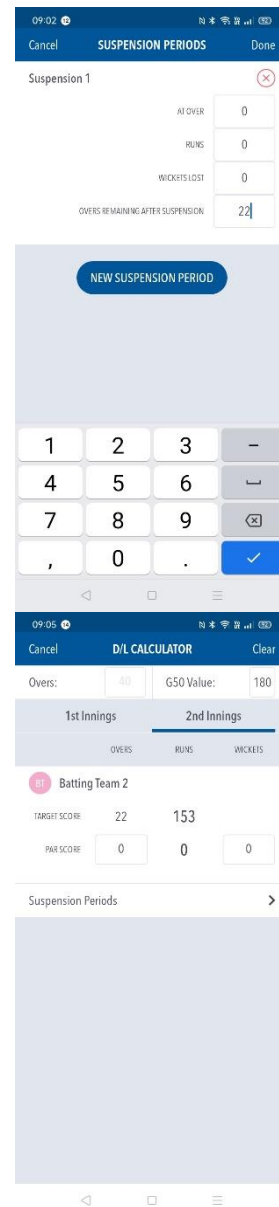 09:02 12
Cancel SUSPENSION PERIODS Done
Suspension 1
AT OVER 0
RUNS 0
WICKETS LOST 0
OVERS REMAINING AFTER SUSPENSION 22
NEW SUSPENSION PERIOD
1 2 3 –
4 5 6
7 8 9
, 0 .
09:05 14
Cancel D/L CALCULATOR Clear
Overs: 40 G50 Value: 180
1st Innings 2nd Innings
OVERS RUNS WICKETS
BT Batting Team 2
TARGET SCORE 22 153
PAR SCORE 0 0 0
Suspension Periods